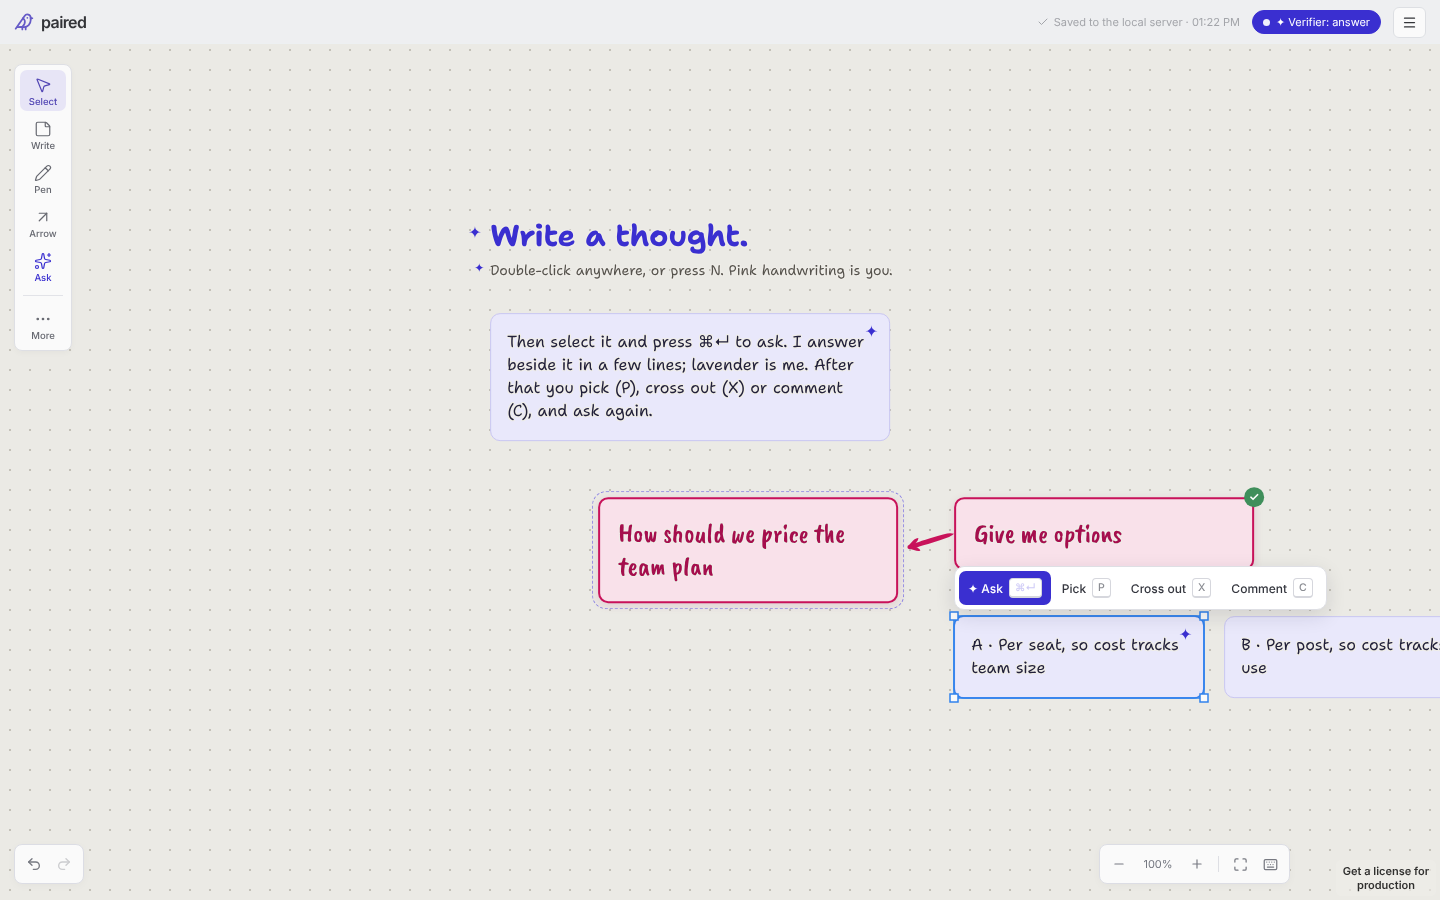 paired
Saved to the local server · 01:22 PM
✦ Verifier: answer
Select
Write
Pen
Arrow
Ask
More
✦ Write a thought.
✦ Double-click anywhere, or press N. Pink handwriting is you.
Then select it and press ⌘↵ to ask. I answer
beside it in a few lines; lavender is me. After
that you pick (P), cross out (X) or comment
(C), and ask again.
How should we price the
team plan
Give me options
✦ Ask ⌘↵ Pick P Cross out X Comment C
A · Per seat, so cost tracks
team size
B · Per post, so cost tracks
use
100%
Get a license for
production